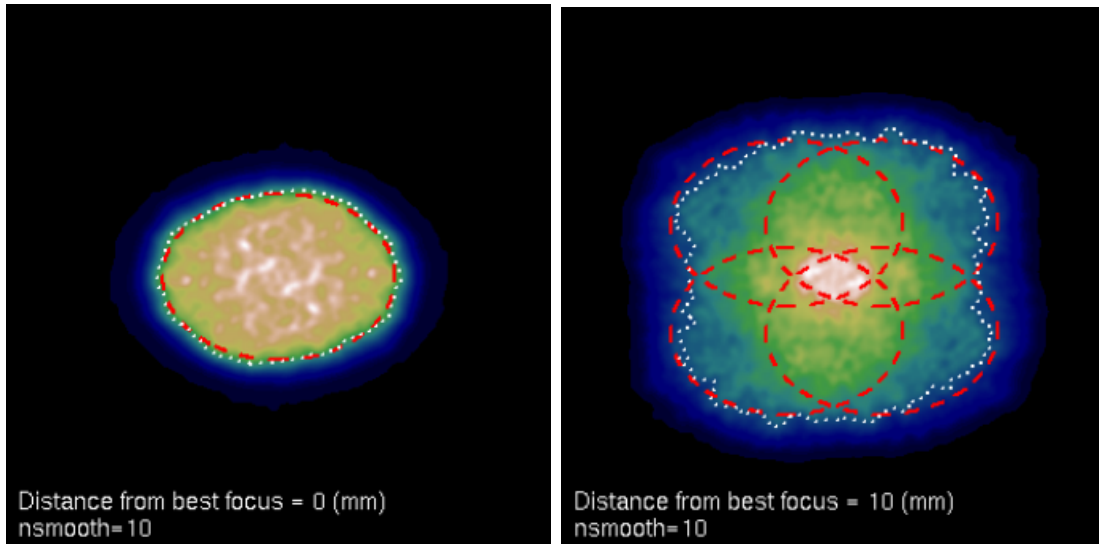 Distance from best focus = 0 (mm)
nsmooth=10
Distance from best focus = 10 (mm)
nsmooth=10